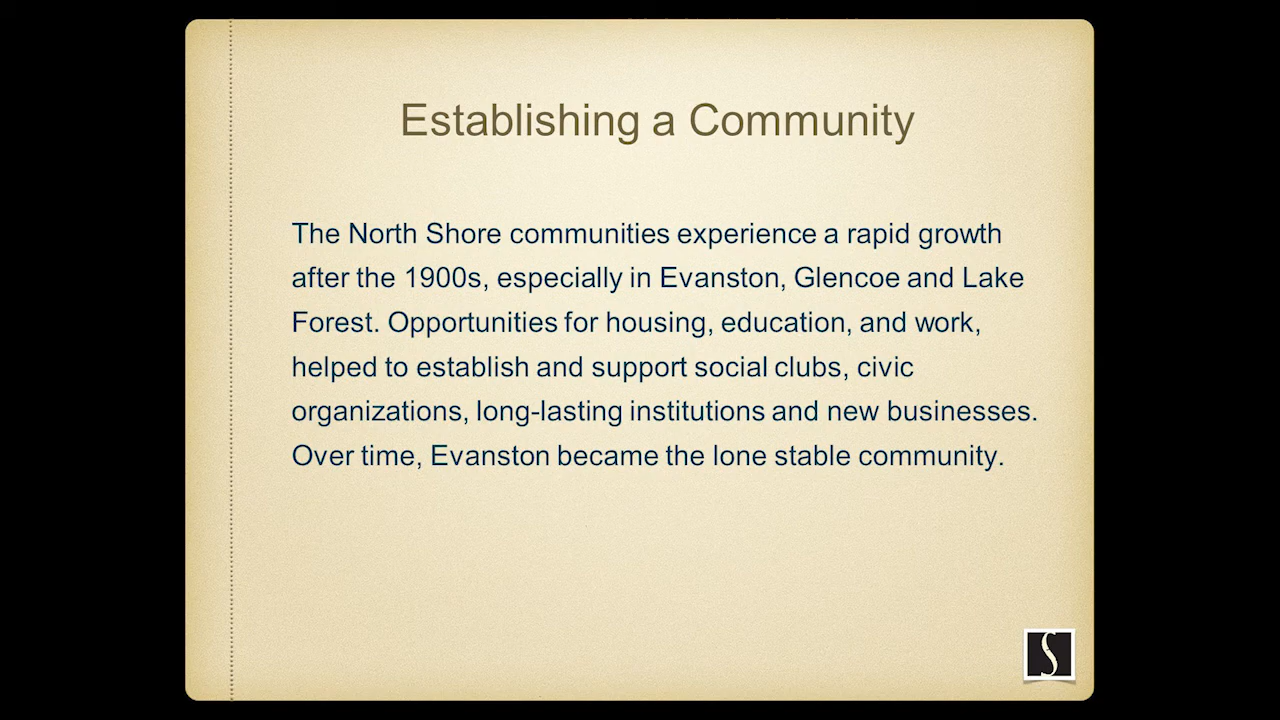 Establishing a Community
The North Shore communities experience a rapid growth
after the 1900s, especially in Evanston, Glencoe and Lake
Forest. Opportunities for housing, education, and work,
helped to establish and support social clubs, civic
organizations, long-lasting institutions and new businesses.
Over time, Evanston became the lone stable community.
S